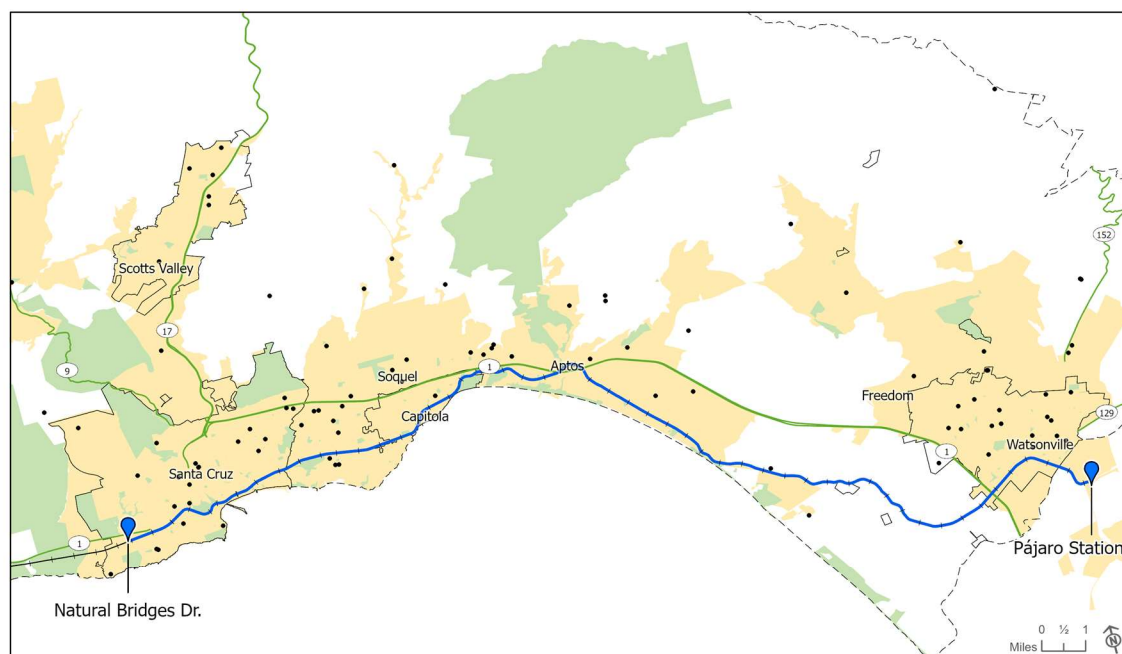 152
Scotts Valley
17
9
1
Aptos
Soquel
Freedom
Capitola
129
Watsonville
1
Santa Cruz
1
Pájaro Station
Natural Bridges Dr.
0 ½ 1
Miles
N